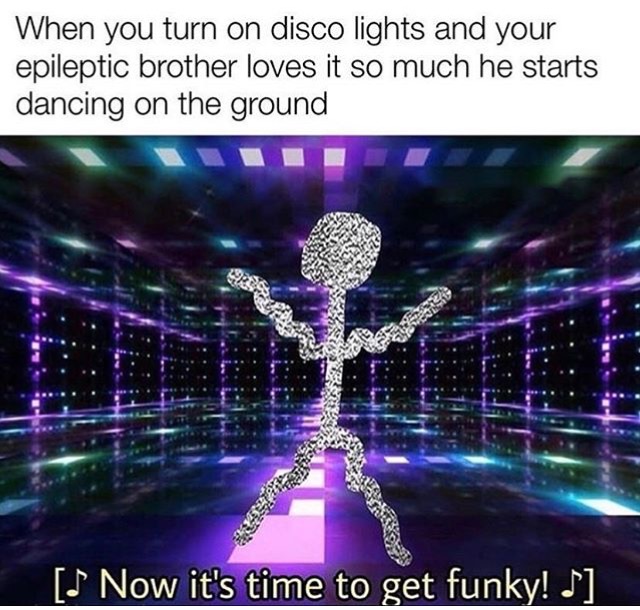 When you turn on disco lights and your
epileptic brother loves it so much he starts
dancing on the ground
[♪ Now it's time to get funky! ♪]